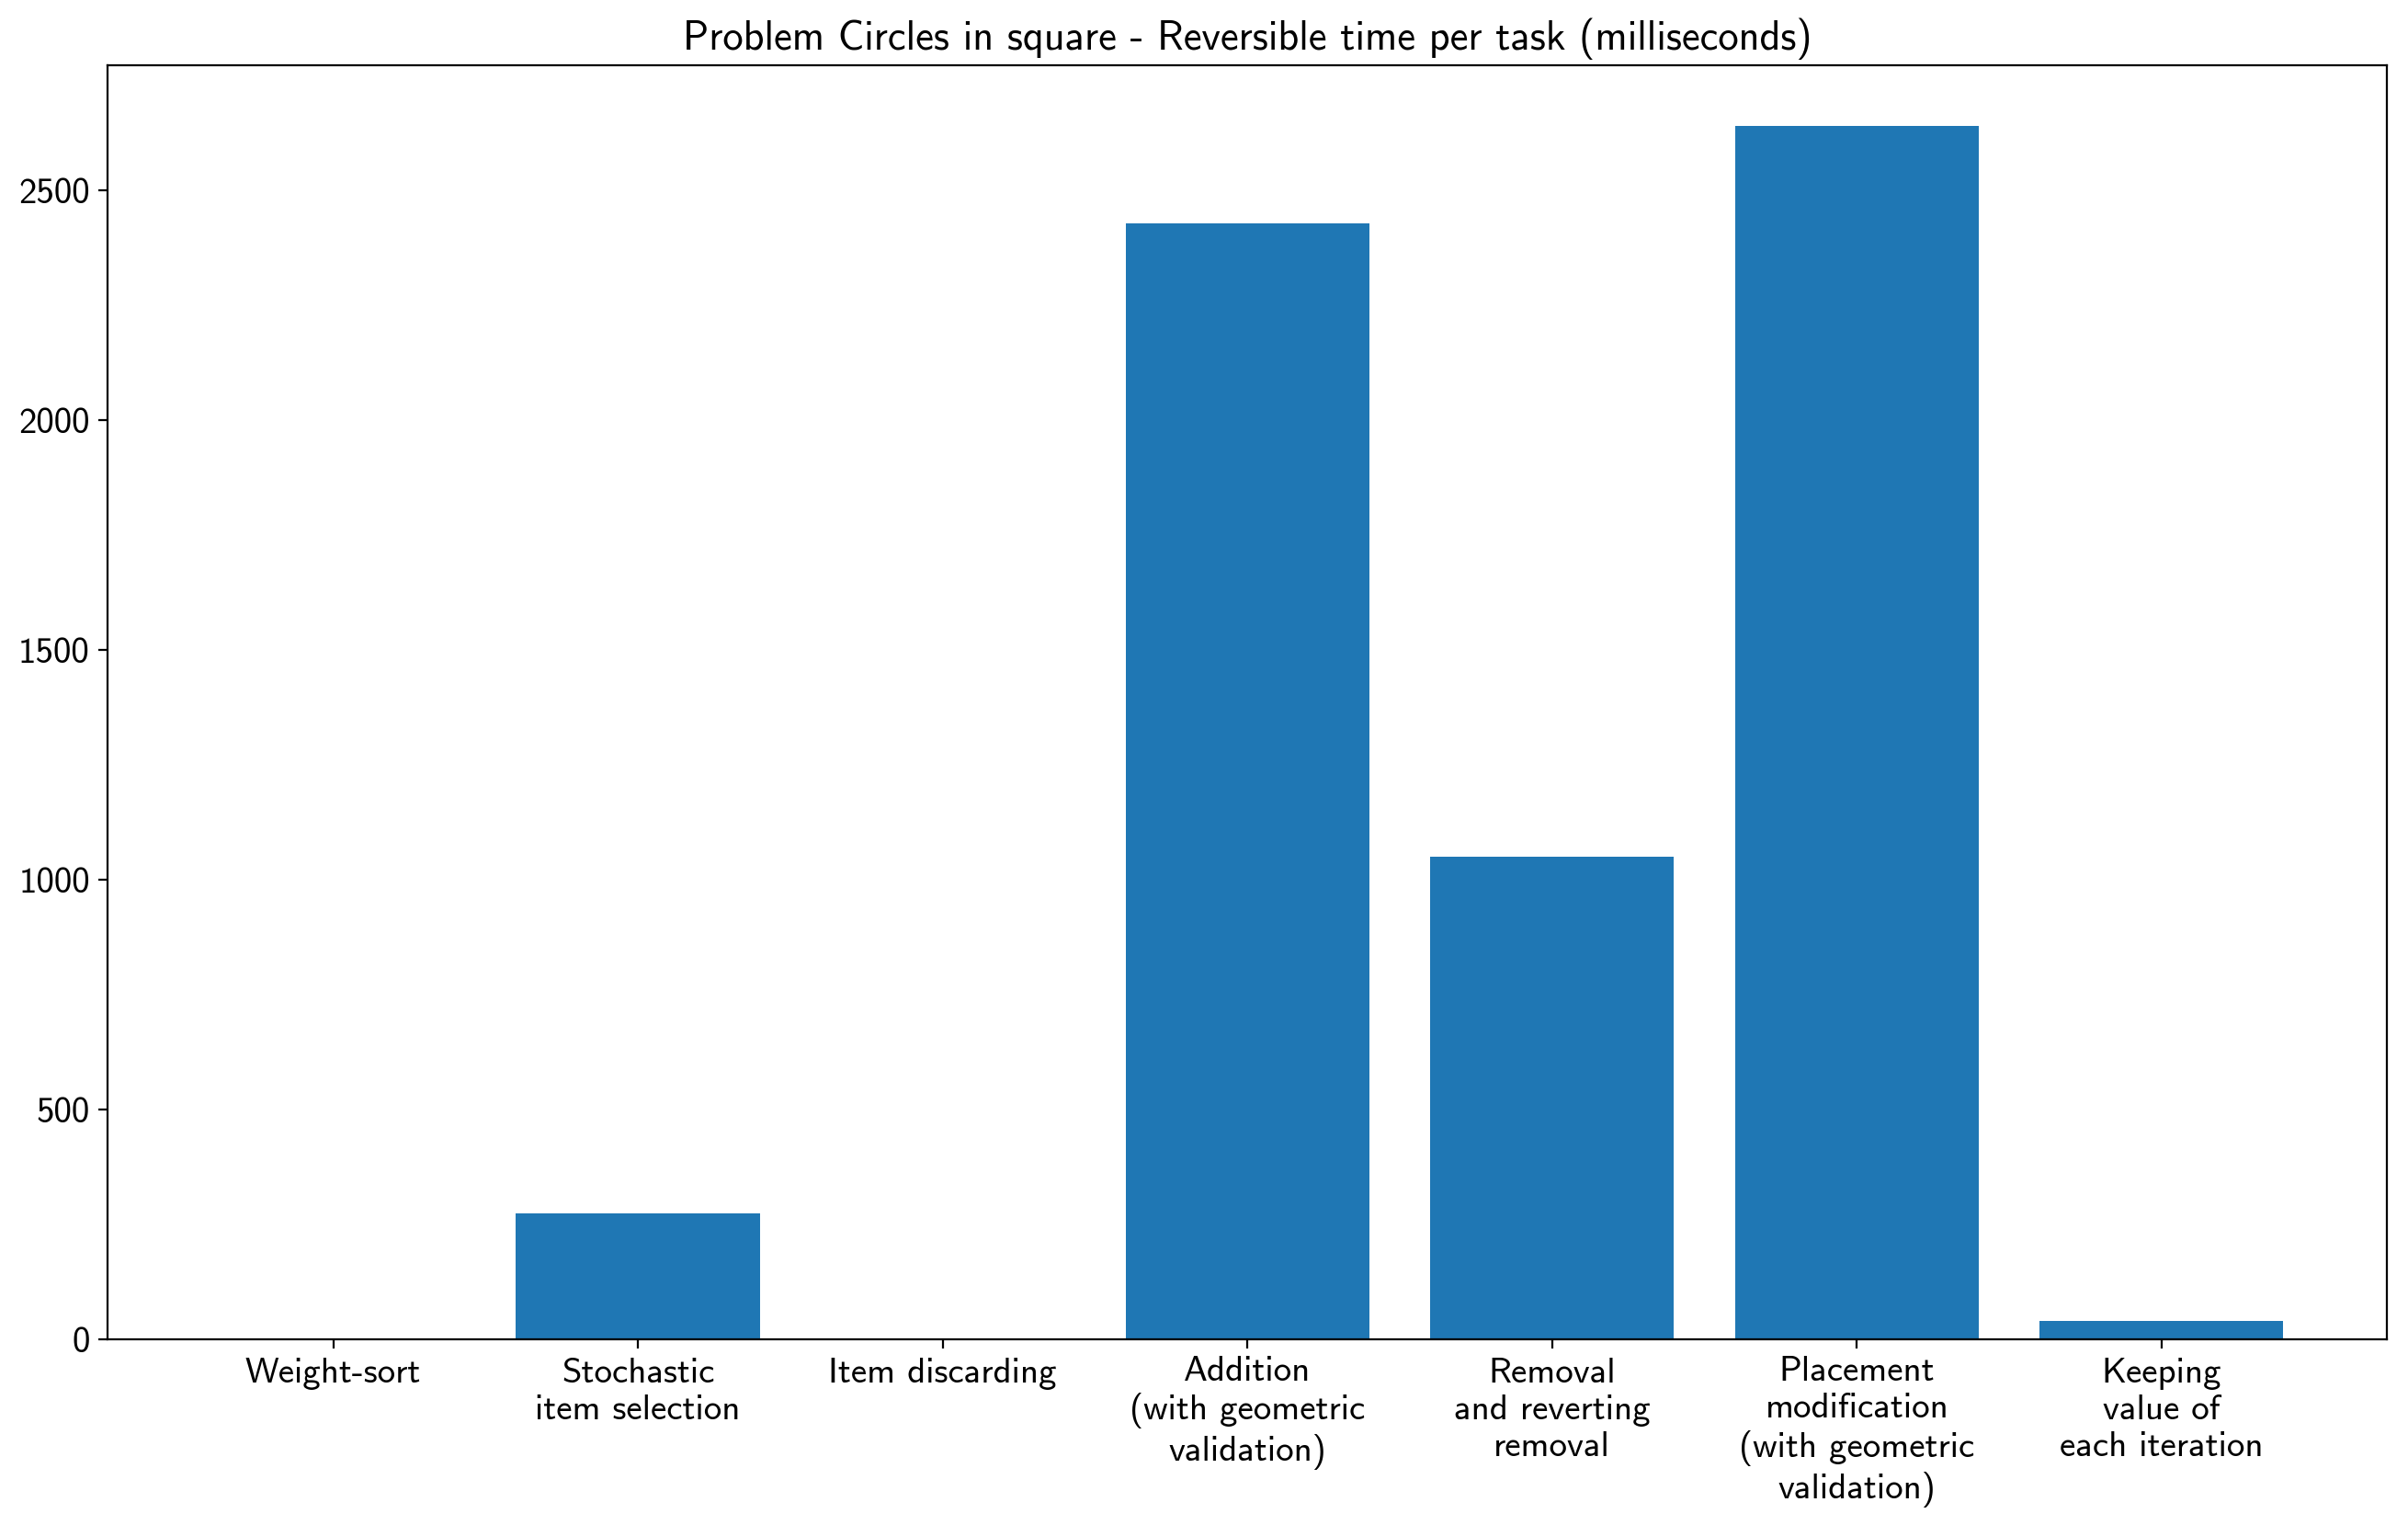 Problem Circles in square - Reversible time per task (milliseconds)
2500
2000
1500
1000
500
0
Weight-sort
Stochastic
item selection
Item discarding
Addition
(with geometric
validation)
Removal
and reverting
removal
Placement
modification
(with geometric
validation)
Keeping
value of
each iteration